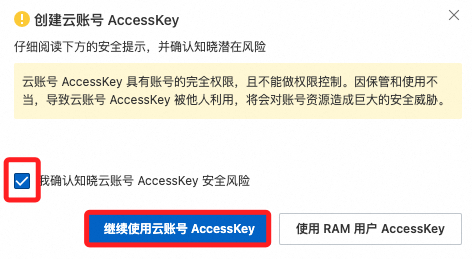 创建云账号 AccessKey
仔细阅读下方的安全提示，并确认知晓潜在风险
云账号 AccessKey 具有账号的完全权限，且不能做权限控制。因保管和使用不
当，导致云账号 AccessKey 被他人利用，将会对账号资源造成巨大的安全威胁。
我确认知晓云账号 AccessKey 安全风险
继续使用云账号 AccessKey
使用 RAM 用户 AccessKey